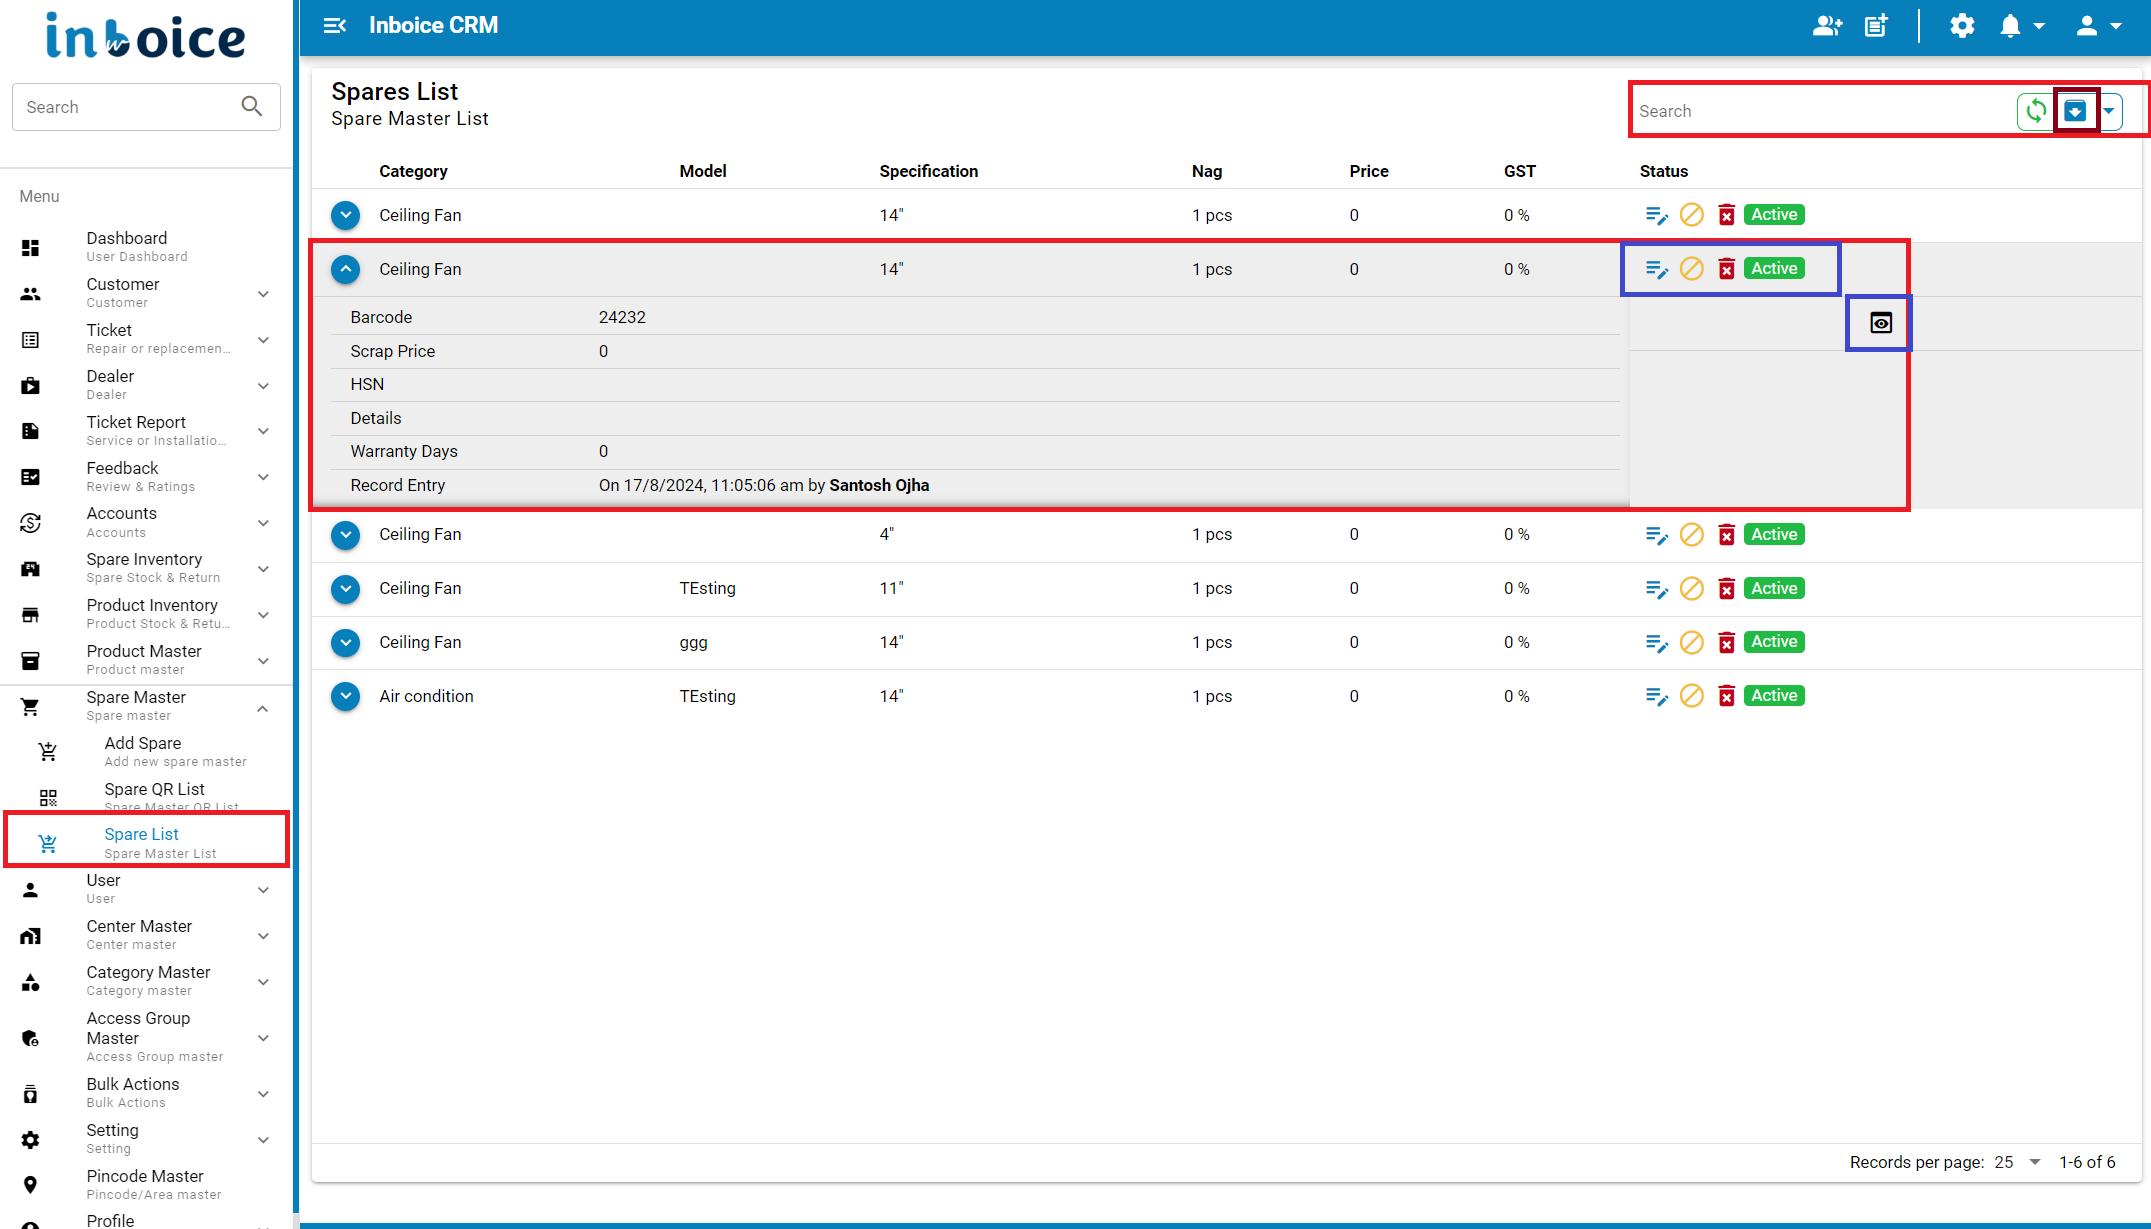 inboice
Search
Menu
Dashboard
User Dashboard
Customer
Customer
Ticket
Repair or replacemen...
Dealer
Dealer
Ticket Report
Service or Installatio...
Feedback
Review & Ratings
Accounts
Accounts
Spare Inventory
Spare Stock & Return
Product Inventory
Product Stock & Retu...
Product Master
Product master
Spare Master
Spare master
Add Spare
Add new spare master
Spare QR List
Spare Master QR List
Spare List
Spare Master List
User
User
Center Master
Center master
Category Master
Category master
Access Group
Master
Access Group master
Bulk Actions
Bulk Actions
Setting
Setting
Pincode Master
Pincode/Area master
Profile
Inboice CRM
Spares List
Spare Master List
Search
Category Model Specification Nag Price GST Status
Ceiling Fan 14" 1 pcs 0 0 % Active
Ceiling Fan 14" 1 pcs 0 0 % Active
Barcode 24232
Scrap Price 0
HSN
Details
Warranty Days 0
Record Entry On 17/8/2024, 11:05:06 am by Santosh Ojha
Ceiling Fan 4" 1 pcs 0 0 % Active
Ceiling Fan TEsting 11" 1 pcs 0 0 % Active
Ceiling Fan ggg 14" 1 pcs 0 0 % Active
Air condition TEsting 14" 1 pcs 0 0 % Active
Records per page: 25 1-6 of 6